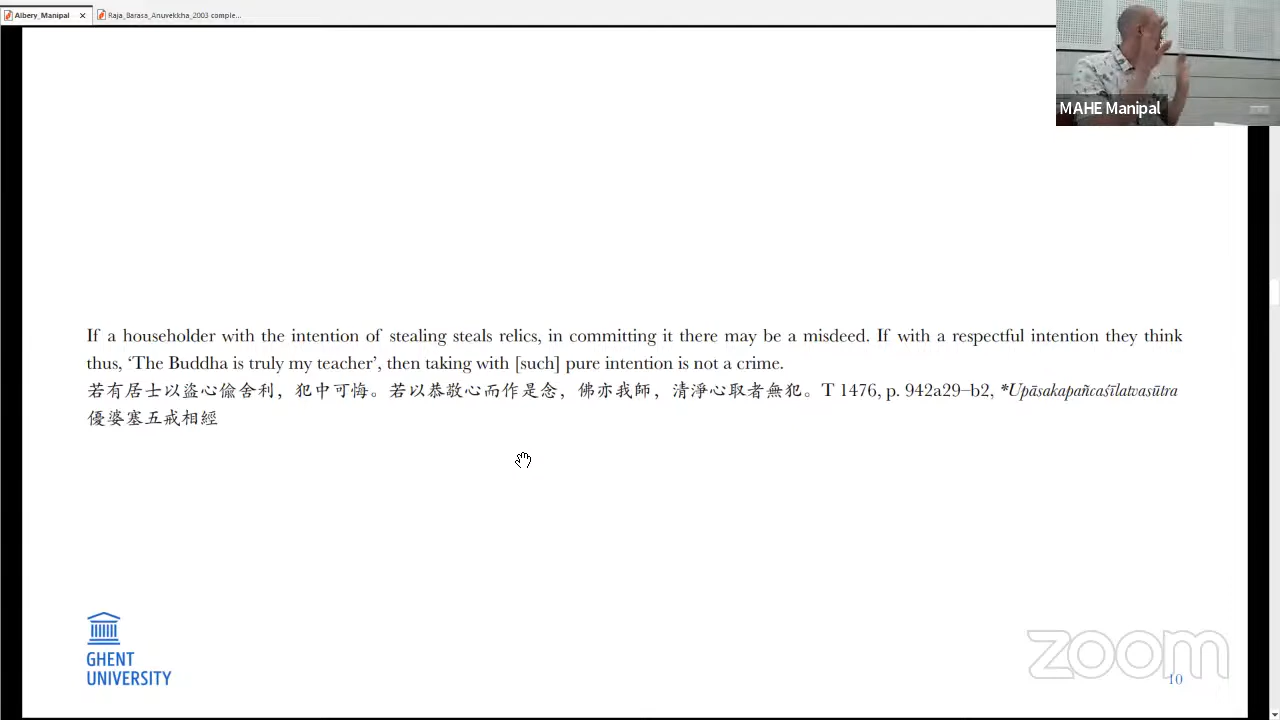 Albery_Manipal
Raja_Barasa_Anuvekkha_2003 comple...
MAHE Manipal
If a householder with the intention of stealing steals relics, in committing it there may be a misdeed. If with a respectful intention they think
thus, ‘The Buddha is truly my teacher’, then taking with [such] pure intention is not a crime.
若有居士以盜心偷舍利，犯中可悔。若以恭敬心而作是念，佛亦我師，清淨心取者無犯。T 1476, p. 942a29–b2, *Upāsakapañcaśīlatvasūtra
優婆塞五戒相經
GHENT
UNIVERSITY
zoom
10